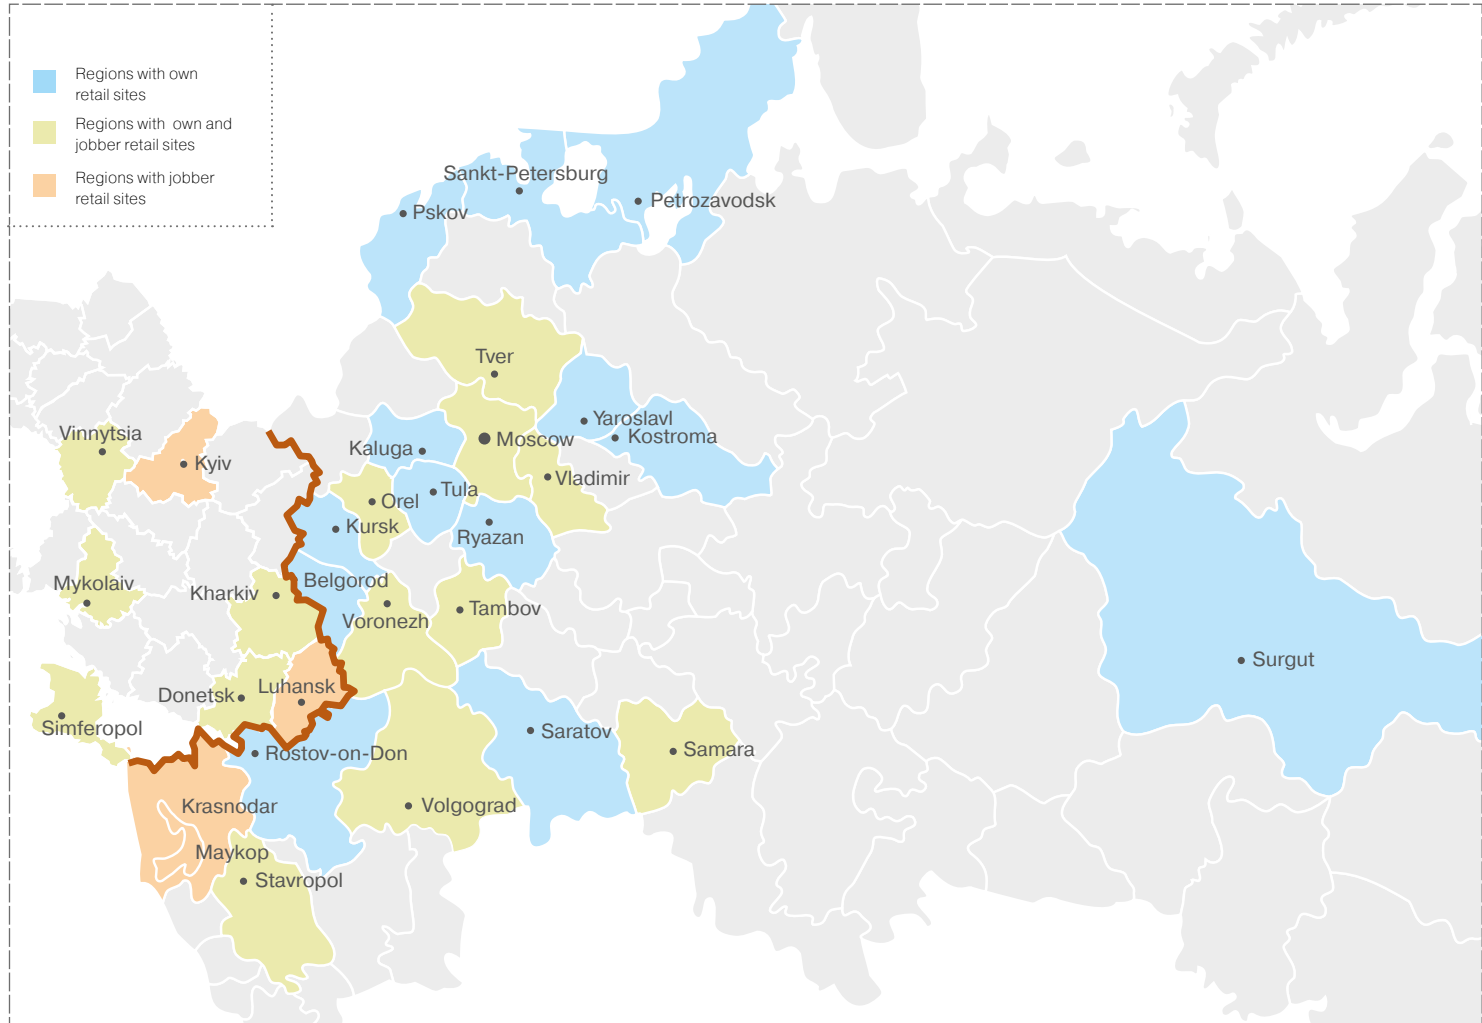 Regions with own
retail sites
Regions with own and
jobber retail sites
Regions with jobber
retail sites
Sankt-Petersburg
Pskov
Petrozavodsk
Tver
Yaroslavl
Kostroma
Moscow
Kaluga
Vinnytsia
Kyiv
Vladimir
Tula
Orel
Kursk
Ryazan
Belgorod
Mykolaiv
Kharkiv
Voronezh
Tambov
Surgut
Luhansk
Donetsk
Simferopol
Saratov
Samara
Rostov-on-Don
Krasnodar
Volgograd
Maykop
Stavropol